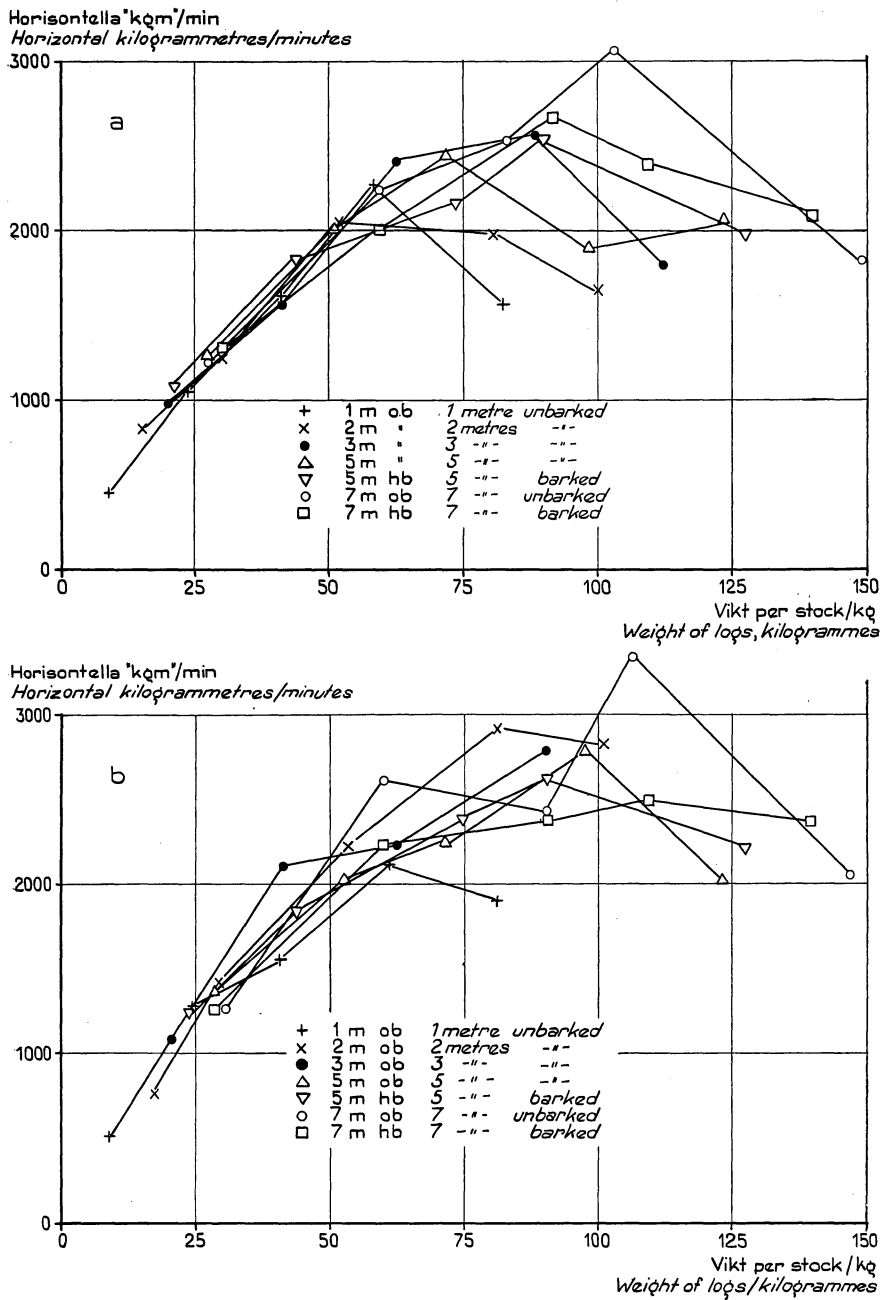 Horisontella "kgm"/min
Horizontal kilogrammetres/minutes
3000
a
2000
1000
+ 1 m ob 1 metre unbarked
× 2 m " 2 metres -"-
● 3 m " 3 -"- -"-
△ 5 m " 5 -"- -"-
▽ 5 m hb 5 -"- barked
○ 7 m ob 7 -"- unbarked
□ 7 m hb 7 -"- barked
0
0 25 50 75 100 125 150
Vikt per stock/kg
Weight of logs, kilogrammes
Horisontella "kgm"/min
Horizontal kilogrammetres/minutes
3000
b
2000
+ 1 m ob 1 metre unbarked
× 2 m ob 2 metres -"-
● 3 m ob 3 -"- -"-
1000
△ 5 m ob 5 -"- -"-
▽ 5 m hb 5 -"- barked
○ 7 m ob 7 -"- unbarked
□ 7 m hb 7 -"- barked
0
0 25 50 75 100 125 150
Vikt per stock/kg
Weight of logs/kilogrammes